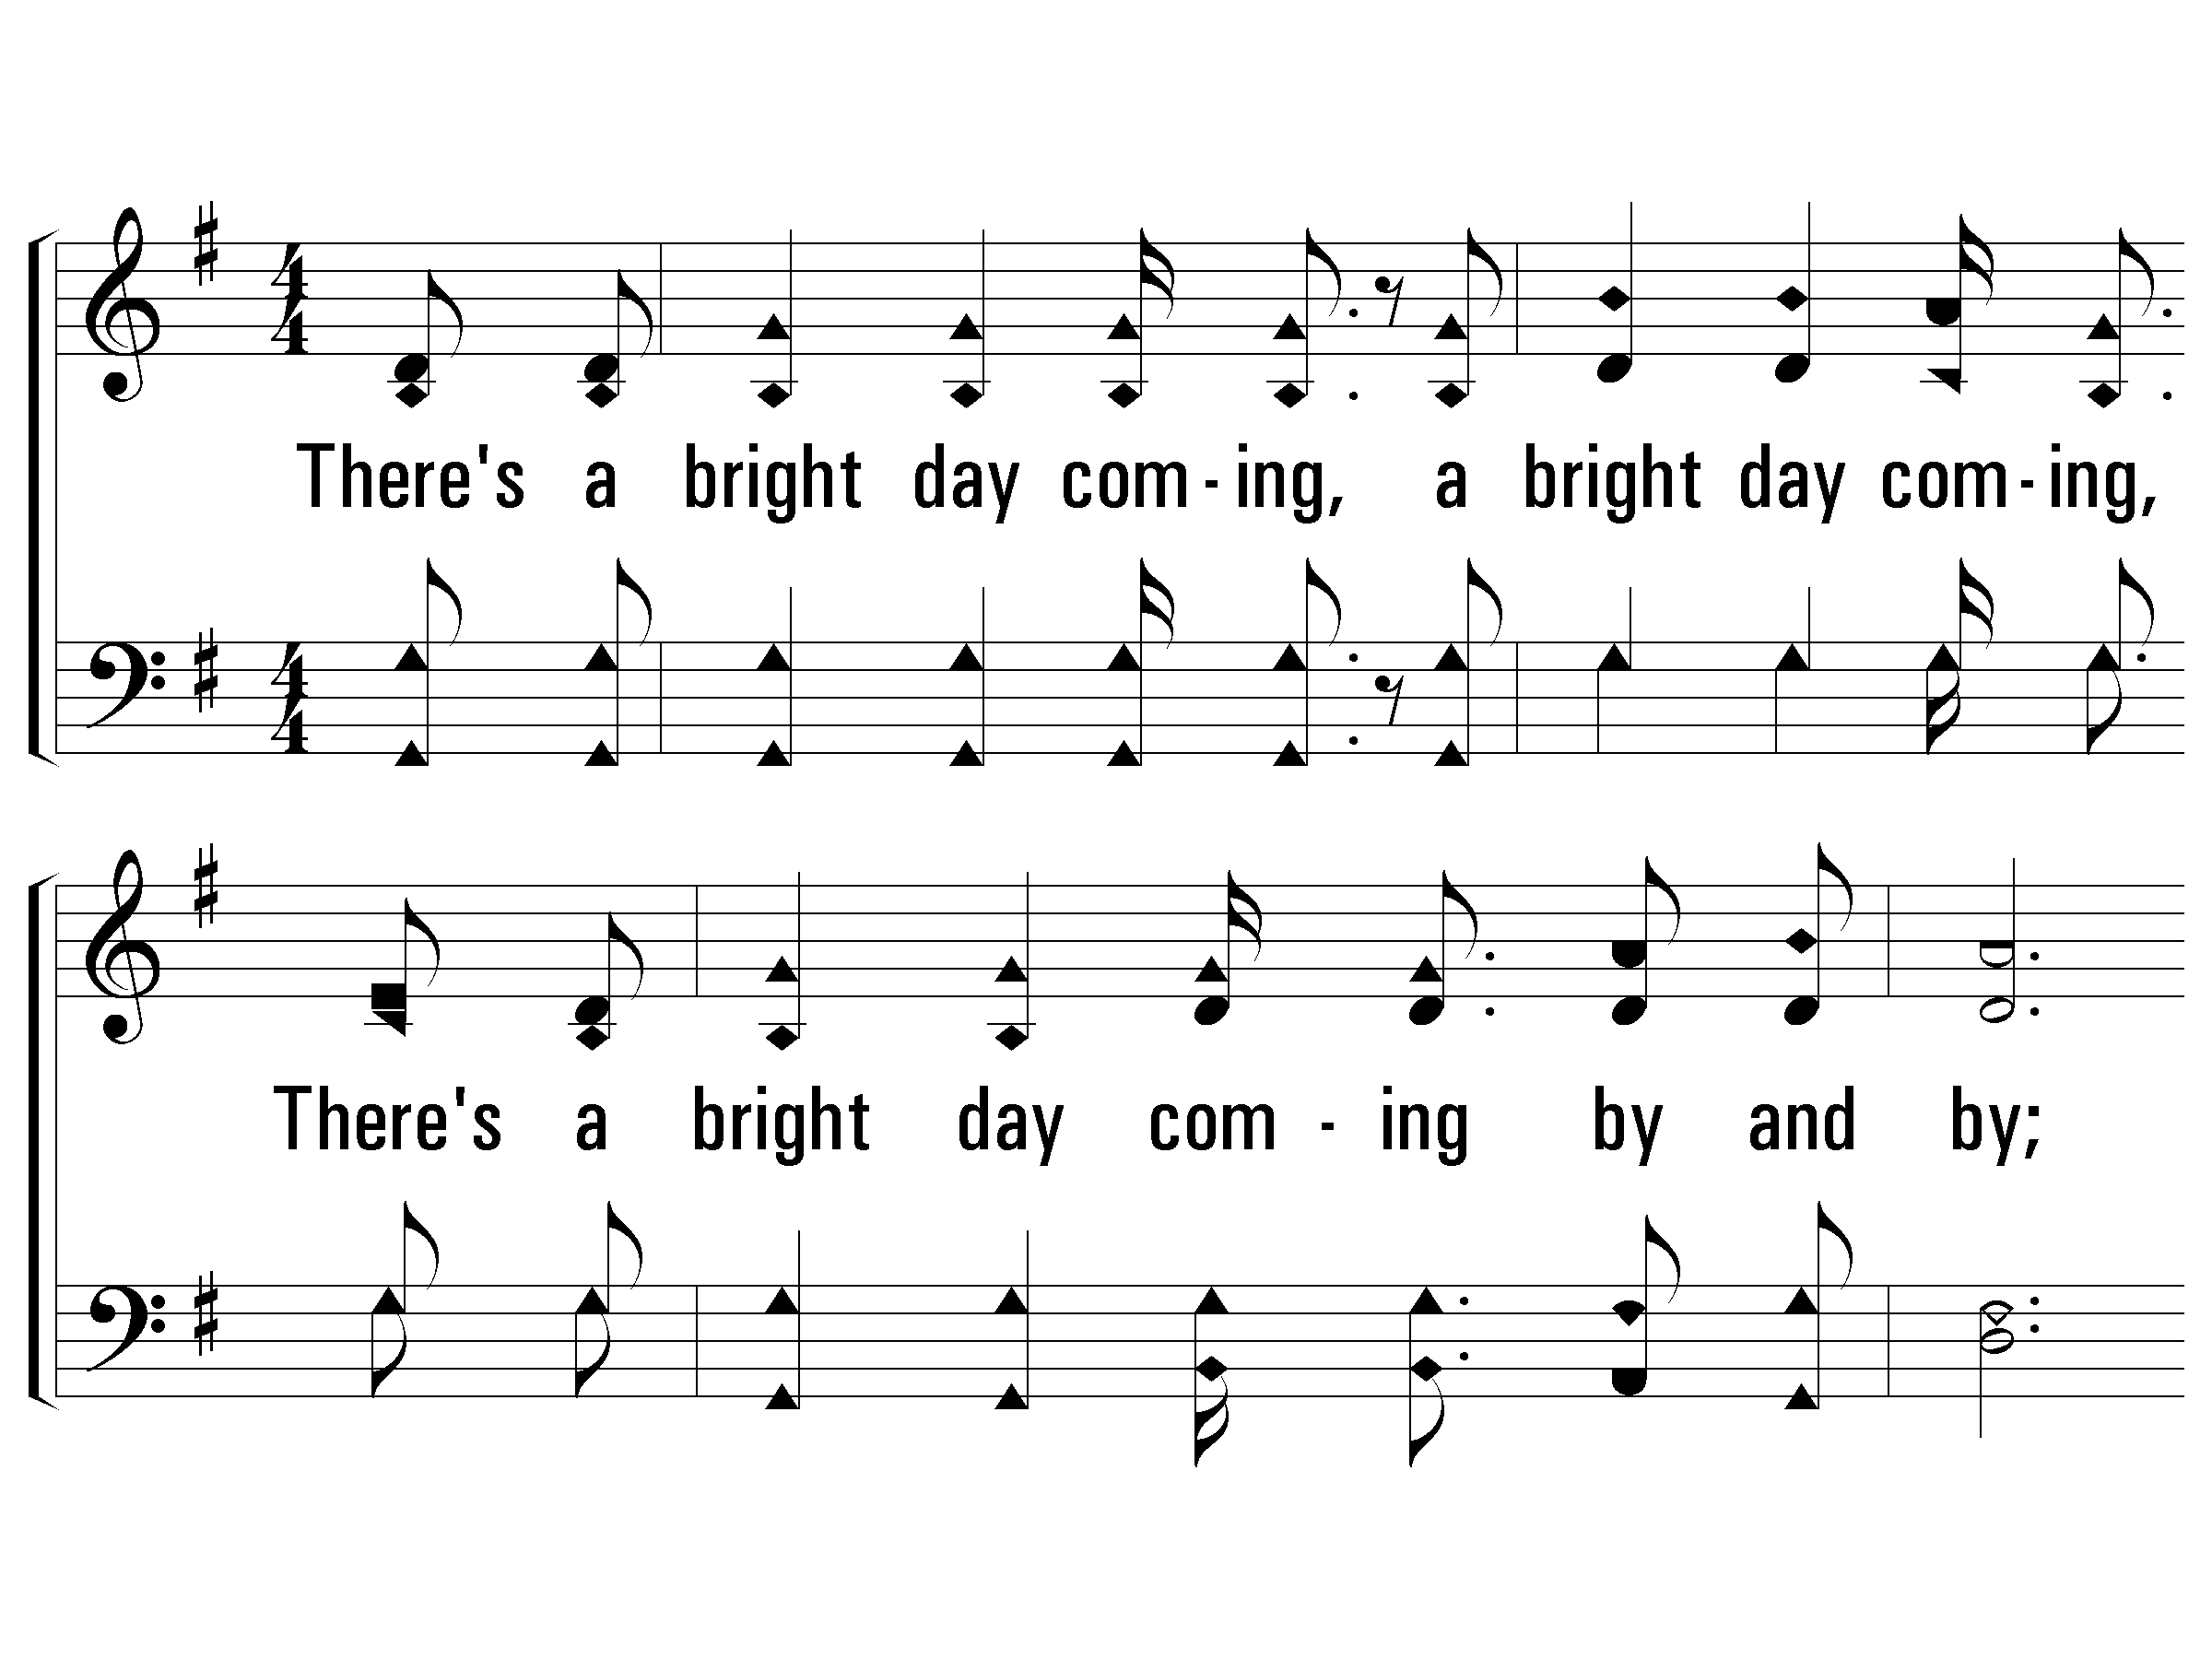 There's a bright day com - ing, a bright day com - ing,
There's a bright day com - ing by and by;